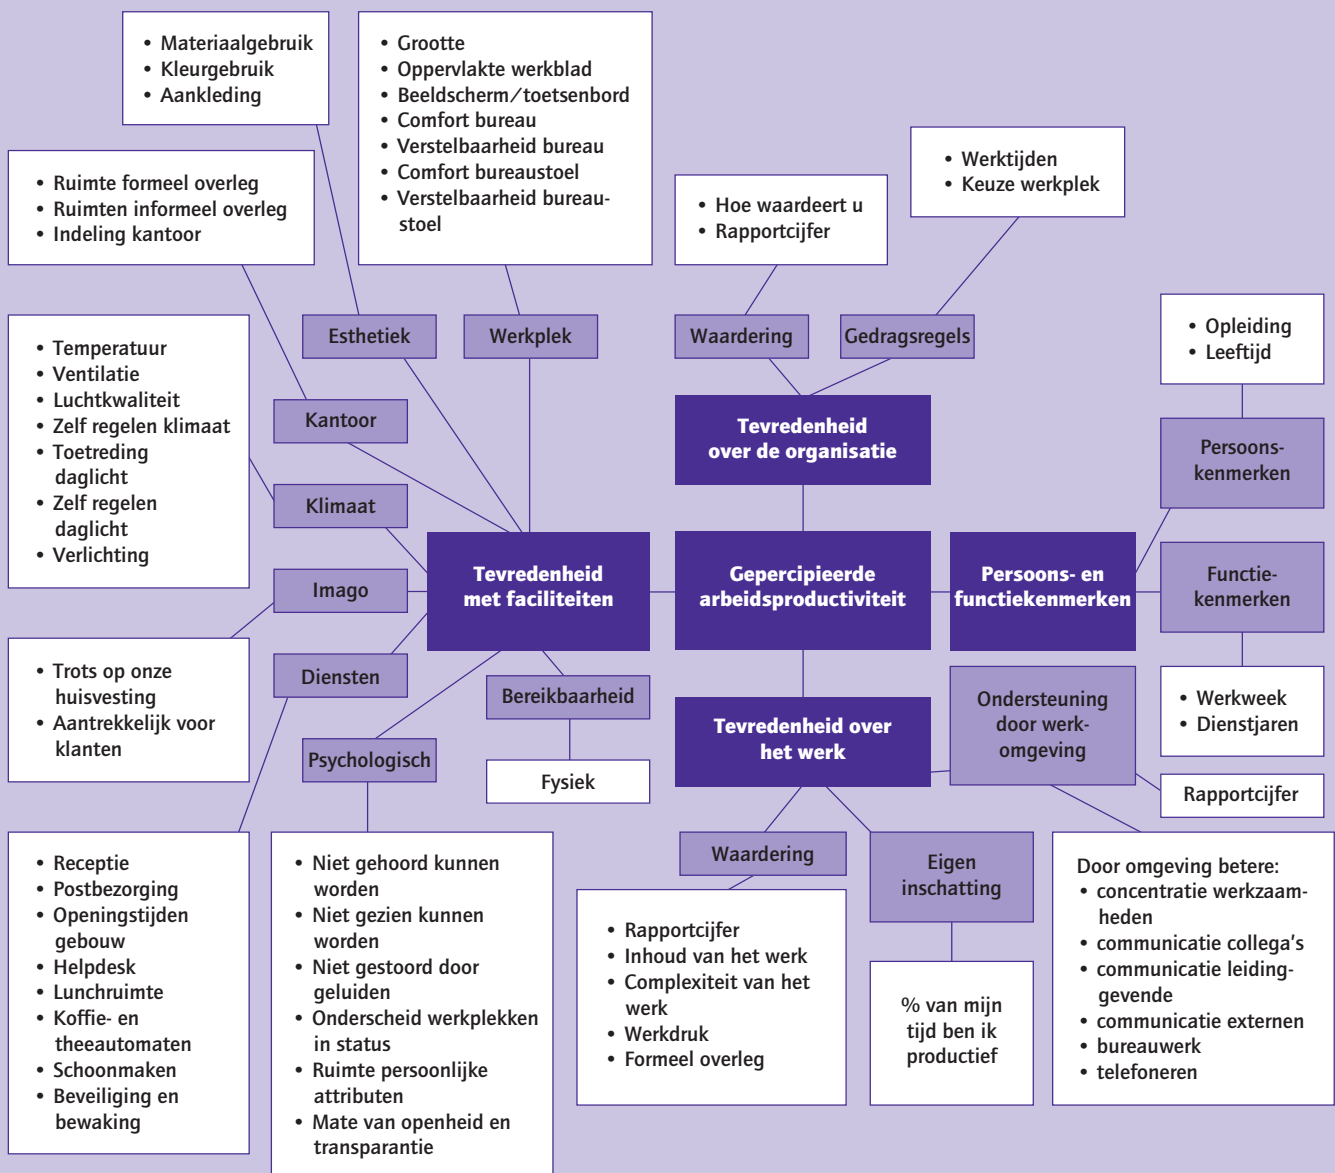 • Materiaalgebruik
• Kleurgebruik
• Aankleding
• Grootte
• Oppervlakte werkblad
• Beeldscherm/toetsenbord
• Comfort bureau
• Verstelbaarheid bureau
• Comfort bureaustoel
• Verstelbaarheid bureau-
stoel
• Werktijden
• Keuze werkplek
• Ruimte formeel overleg
• Ruimten informeel overleg
• Indeling kantoor
• Hoe waardeert u
• Rapportcijfer
Esthetiek
Werkplek
Waardering
Gedragsregels
• Opleiding
• Leeftijd
• Temperatuur
• Ventilatie
• Luchtkwaliteit
• Zelf regelen klimaat
• Toetreding
daglicht
• Zelf regelen
daglicht
• Verlichting
Kantoor
Tevredenheid
over de organisatie
Persoons-
kenmerken
Klimaat
Imago
Tevredenheid
met faciliteiten
Gepercipieerde
arbeidsproductiviteit
Persoons- en
functiekenmerken
Functie-
kenmerken
• Trots op onze
huisvesting
• Aantrekkelijk voor
klanten
Diensten
Bereikbaarheid
Psychologisch
Fysiek
Tevredenheid over
het werk
Ondersteuning
door werk-
omgeving
• Werkweek
• Dienstjaren
Rapportcijfer
• Receptie
• Postbezorging
• Openingstijden
gebouw
• Helpdesk
• Lunchruimte
• Koffie- en
theeautomaten
• Schoonmaken
• Beveiliging en
bewaking
• Niet gehoord kunnen
worden
• Niet gezien kunnen
worden
• Niet gestoord door
geluiden
• Onderscheid werkplekken
in status
• Ruimte persoonlijke
attributen
• Mate van openheid en
transparantie
Waardering
Eigen
inschatting
• Rapportcijfer
• Inhoud van het werk
• Complexiteit van het
werk
• Werkdruk
• Formeel overleg
% van mijn
tijd ben ik
productief
Door omgeving betere:
• concentratie werkzaam-
heden
• communicatie collega's
• communicatie leiding-
gevende
• communicatie externen
• bureauwerk
• telefoneren